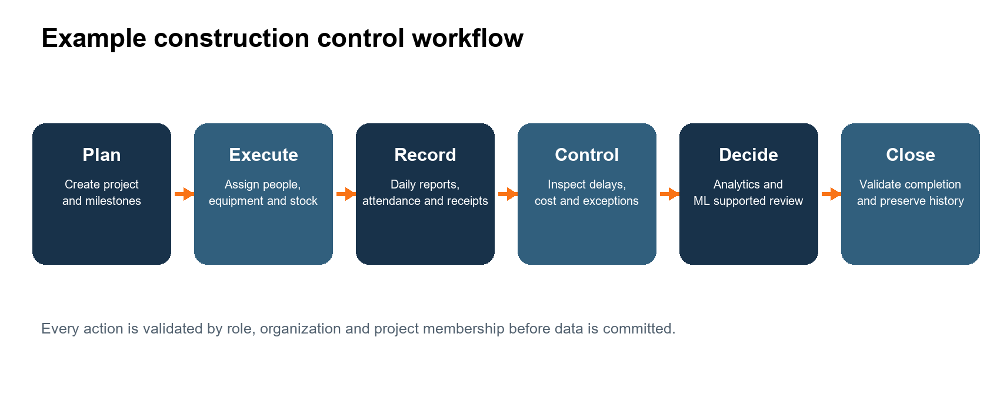 Example construction control workflow
Plan
Create project
and milestones
Execute
Assign people,
equipment and stock
Record
Daily reports,
attendance and receipts
Control
Inspect delays,
cost and exceptions
Decide
Analytics and
ML supported review
Close
Validate completion
and preserve history
Every action is validated by role, organization and project membership before data is committed.